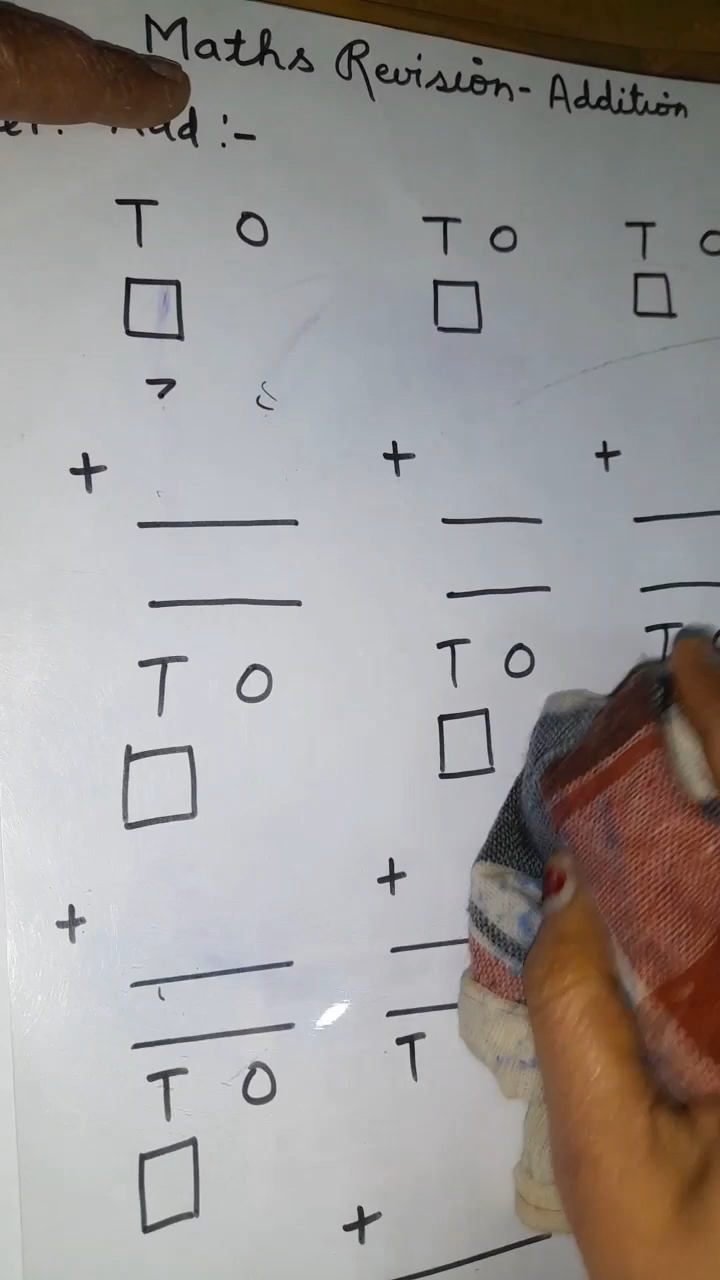 Maths Revision - Addition
Add :-
T O T O T O
+ + +
T O T O T
+ +
T O T
+